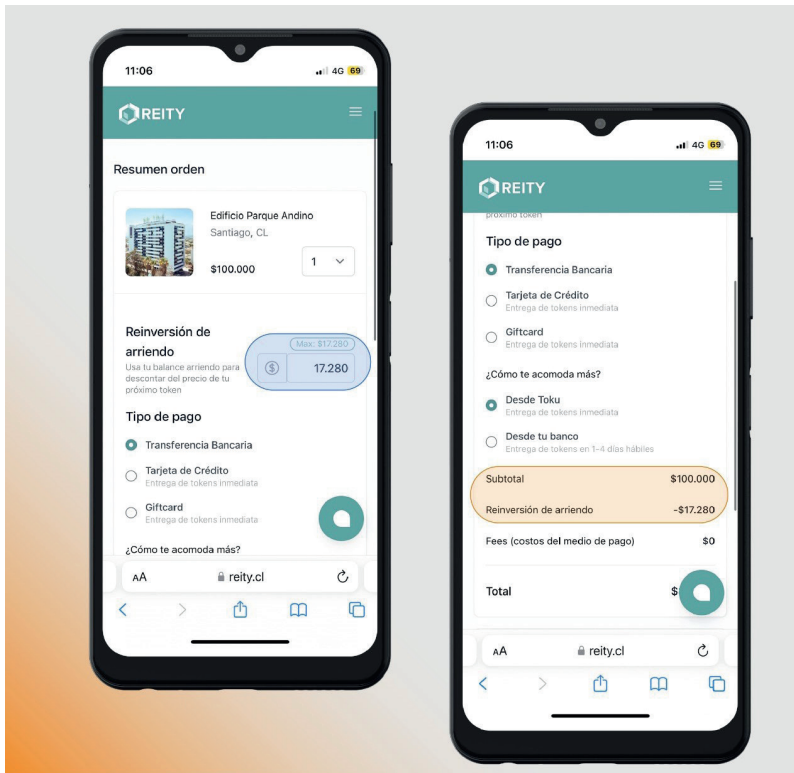 11:06
4G 69
REITY
Resumen orden
Edificio Parque Andino
Santiago, CL
$100.000
1
Reinversión de
arriendo
Usa tu balance arriendo para
descontar del precio de tu
próximo token
Max: $17.280
17.280
Tipo de pago
Transferencia Bancaria
Tarjeta de Crédito
Entrega de tokens inmediata
Giftcard
Entrega de tokens inmediata
¿Cómo te acomoda más?
AA
reity.cl
11:06
4G 69
REITY
próximo token
Tipo de pago
Transferencia Bancaria
Tarjeta de Crédito
Entrega de tokens inmediata
Giftcard
Entrega de tokens inmediata
¿Cómo te acomoda más?
Desde Toku
Entrega de tokens inmediata
Desde tu banco
Entrega de tokens en 1-4 días hábiles
Subtotal $100.000
Reinversión de arriendo -$17.280
Fees (costos del medio de pago) $0
Total $
AA
reity.cl